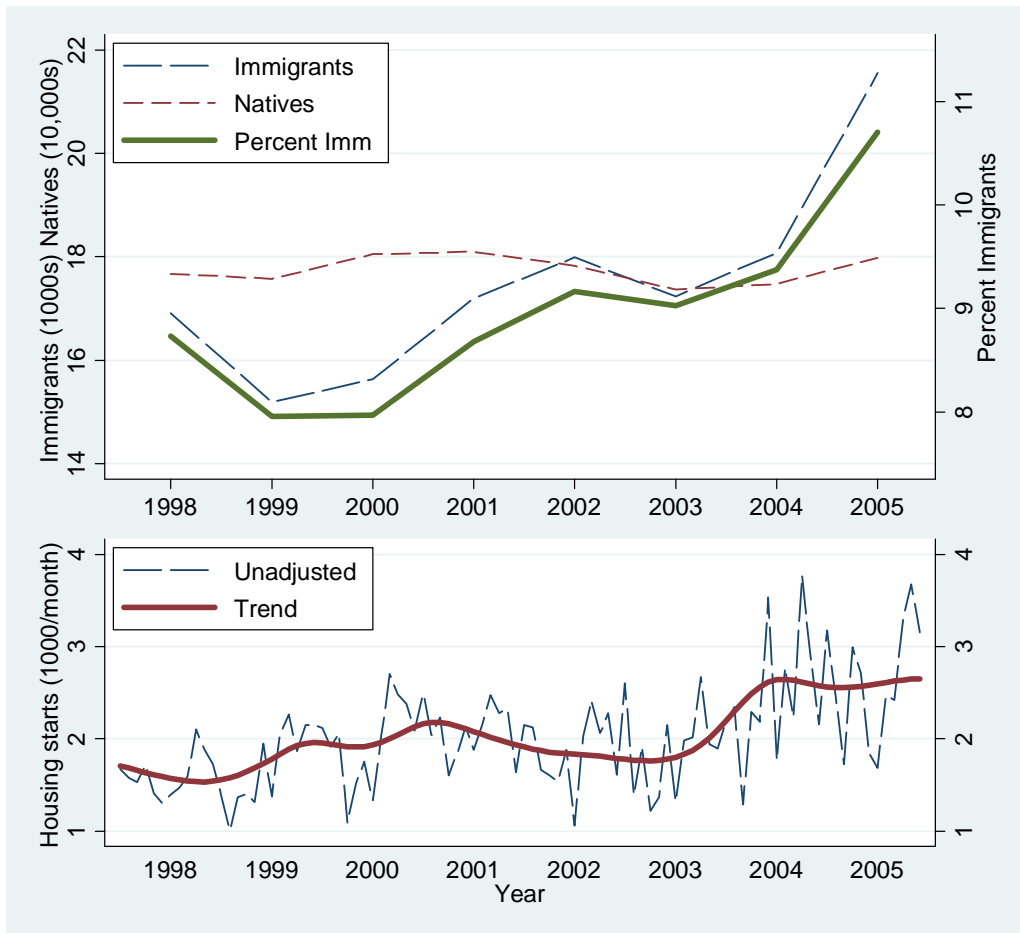 Immigrants (1000s) Natives (10,000s)
22
20
18
16
14
Immigrants
Natives
Percent Imm
11
10
9
8
Percent Immigrants
1998 1999 2000 2001 2002 2003 2004 2005
Housing starts (1000/month)
4
3
2
1
Unadjusted
Trend
4
3
2
1
1998 1999 2000 2001 2002 2003 2004 2005
Year